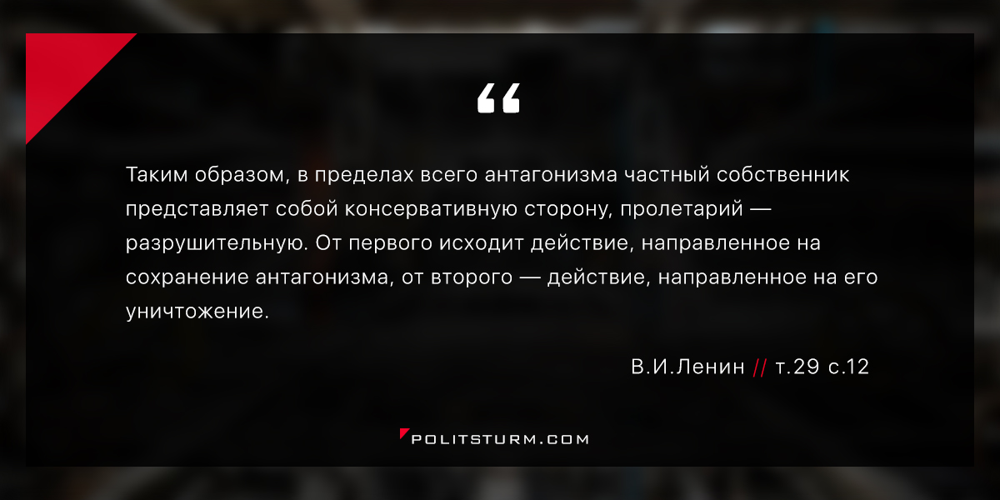 “
Таким образом, в пределах всего антагонизма частный собственник
представляет собой консервативную сторону, пролетарий —
разрушительную. От первого исходит действие, направленное на
сохранение антагонизма, от второго — действие, направленное на его
уничтожение.
В.И.Ленин // т.29 с.12
POLITSTURM.COM